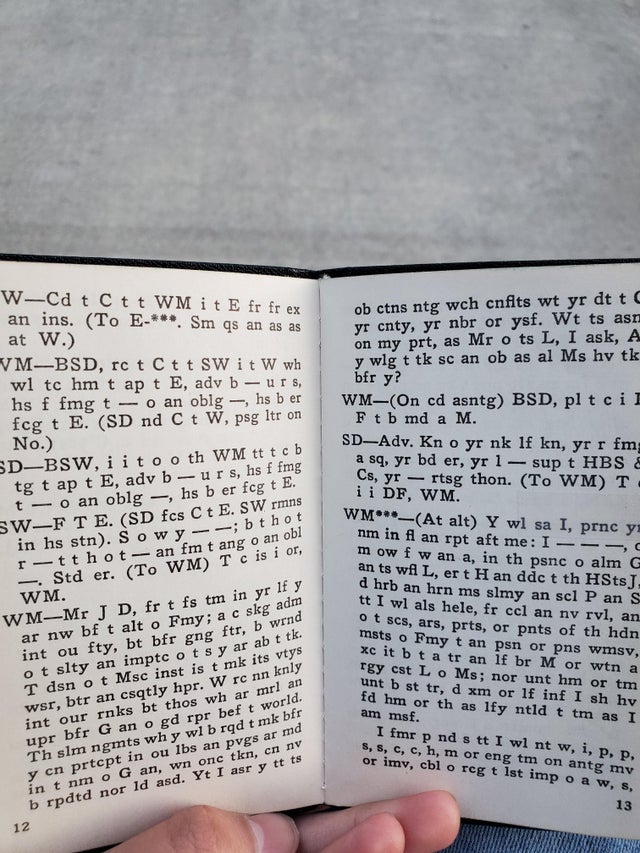 W—Cd t C t t WM i t E fr fr ex
an ins. (To E-***. Sm qs an as as
at W.)
WM—BSD, rc t C t t SW i t W wh
wl tc hm t ap t E, adv b — u r s,
hs f fmg t — o an oblg —, hs b er
fcg t E. (SD nd C t W, psg ltr on
No.)
SD—BSW, i i t o o th WM tt t c b
tg t ap t E, adv b — u r s, hs f fmg
t — o an oblg —, hs b er fcg t E.
SW—F T E. (SD fcs C t E. SW rmns
in hs stn). S o w y — —; b t h o t
r — t t h o t — an fm t ang o an obl
—. Std er. (To WM) T c is i or,
WM.
WM—Mr J D, fr t fs tm in yr lf y
ar nw bf t alt o Fmy; a c skg adm
int ou fty, bt bfr gng ftr, b wrnd
o t slty an imptc o t s y ar ab t tk.
T dsn o t Msc inst is t mk its vtys
wsr, btr an csqtly hpr. W rc nn knly
int our rnks bt thos wh ar mrl an
upr bfr G an o gd rpr bef t world.
Th slm ngmts wh y wl b rqd t mk bfr
y cn prtcpt in ou lbs an pvgs ar md
in t nm o G an, wn onc tkn, cn nv
b rpdtd nor ld asd. Yt I asr y tt ts
12
ob ctns ntg wch cnflts wt yr dt t
yr cnty, yr nbr or ysf. Wt ts asn
on my prt, as Mr o ts L, I ask,
y wlg t tk sc an ob as al Ms hv tk
bfr y?
WM—(On cd asntg) BSD, pl t c i
F t b md a M.
SD—Adv. Kn o yr nk lf kn, yr r fmg
a sq, yr bd er, yr l — sup t HBS &
Cs, yr — rtsg thon. (To WM) T
i i DF, WM.
WM***—(At alt) Y wl sa I, prnc yr
nm in fl an rpt aft me: I — — —,
m ow f w an a, in th psnc o alm G
an ts wfl L, er t H an ddc t th HStsJ,
d hrb an hrn ms slmy an scl P an S
tt I wl als hele, fr ccl an nv rvl, an
o t scs, ars, prts, or pnts of th hdn
msts o Fmy t an psn or pns wmsv,
xc it b t a tr an lf br M or wtn a
rgy cst L o Ms; nor unt hm or tm
unt b st tr, d xm or lf inf I sh hv
fd hm or th as lfy ntld t tm as I
am msf.
I fmr p nd s tt I wl nt w, i, p, p,
s, s, c, c, h, m or eng tm on antg mv
or imv, cbl o rcg t lst imp o a w, s,
13